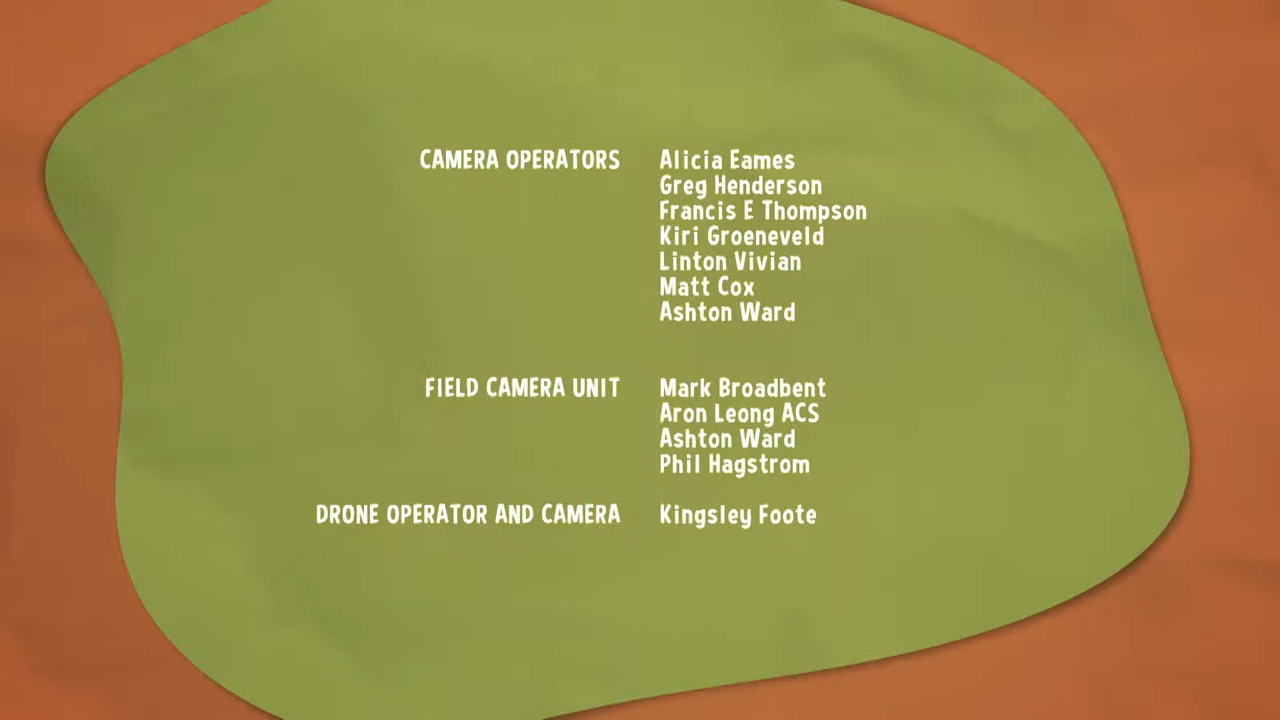 CAMERA OPERATORS Alicia Eames
Greg Henderson
Francis E Thompson
Kiri Groeneveld
Linton Vivian
Matt Cox
Ashton Ward
FIELD CAMERA UNIT Mark Broadbent
Aron Leong ACS
Ashton Ward
Phil Hagstrom
DRONE OPERATOR AND CAMERA Kingsley Foote